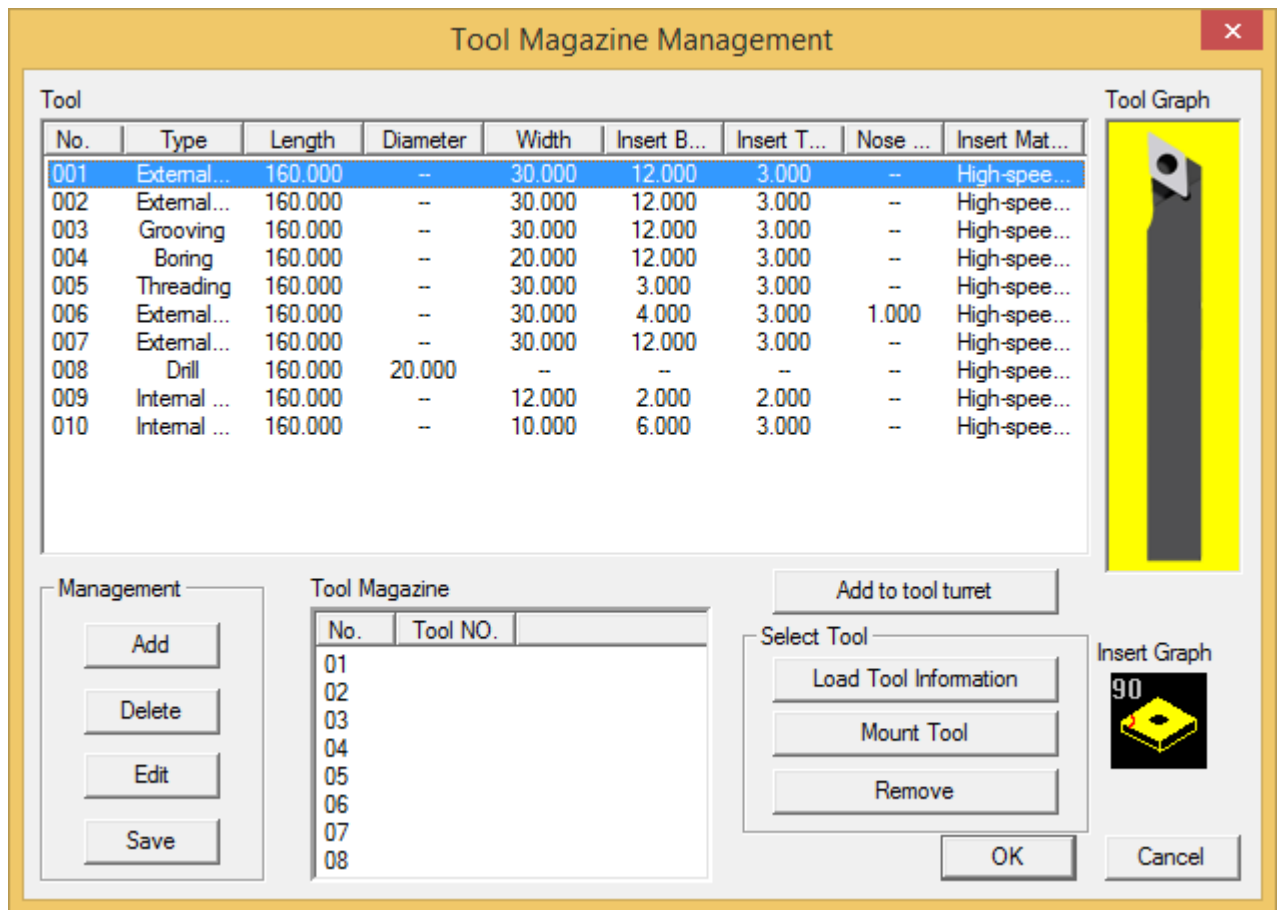 Tool Magazine Management
Tool
Tool Graph
No. Type Length Diameter Width Insert B... Insert T... Nose ... Insert Mat...
001 External... 160.000 -- 30.000 12.000 3.000 -- High-spee...
002 External... 160.000 -- 30.000 12.000 3.000 -- High-spee...
003 Grooving 160.000 -- 30.000 12.000 3.000 -- High-spee...
004 Boring 160.000 -- 20.000 12.000 3.000 -- High-spee...
005 Threading 160.000 -- 30.000 3.000 3.000 -- High-spee...
006 External... 160.000 -- 30.000 4.000 3.000 1.000 High-spee...
007 External... 160.000 -- 30.000 12.000 3.000 -- High-spee...
008 Drill 160.000 20.000 -- -- -- -- High-spee...
009 Internal ... 160.000 -- 12.000 2.000 2.000 -- High-spee...
010 Internal ... 160.000 -- 10.000 6.000 3.000 -- High-spee...
Management
Add
Delete
Edit
Save
Tool Magazine
No. Tool NO.
01
02
03
04
05
06
07
08
Add to tool turret
Select Tool
Load Tool Information
Mount Tool
Remove
Insert Graph
90
OK
Cancel